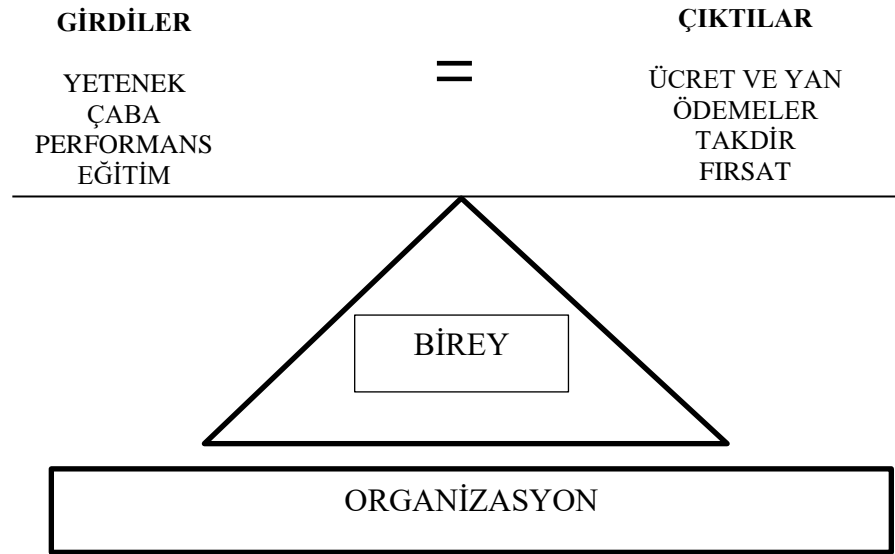 GİRDİLER
YETENEK
ÇABA
PERFORMANS
EĞİTİM
=
ÇIKTILAR
ÜCRET VE YAN
ÖDEMELER
TAKDİR
FIRSAT
BİREY
ORGANİZASYON